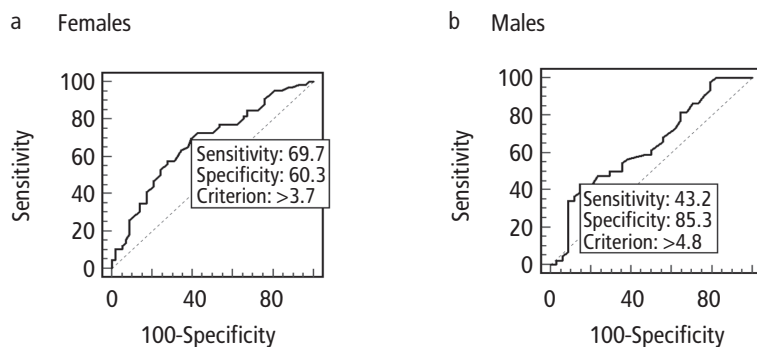 a Females
b Males
100
80
60
40
20
0
Sensitivity
Sensitivity: 69.7
Specificity: 60.3
Criterion: >3.7
0 40 80
100-Specificity
100
80
60
40
20
0
Sensitivity
Sensitivity: 43.2
Specificity: 85.3
Criterion: >4.8
0 40 80
100-Specificity